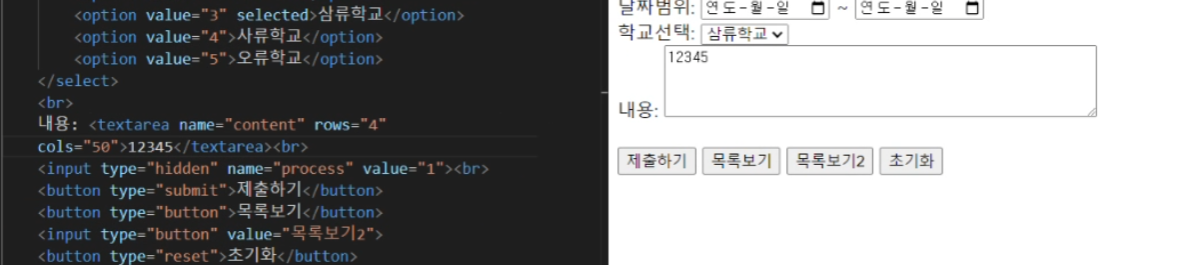 <option value="3" selected>삼류학교</option>
<option value="4">사류학교</option>
<option value="5">오류학교</option>
</select>
<br>
내용: <textarea name="content" rows="4"
cols="50">12345</textarea><br>
<input type="hidden" name="process" value="1"><br>
<button type="submit">제출하기</button>
<button type="button">목록보기</button>
<input type="button" value="목록보기2">
<button type="reset">초기화</button>
날짜범위: 연도-월-일 ~ 연도-월-일
학교선택: 삼류학교
12345
내용:
제출하기 목록보기 목록보기2 초기화